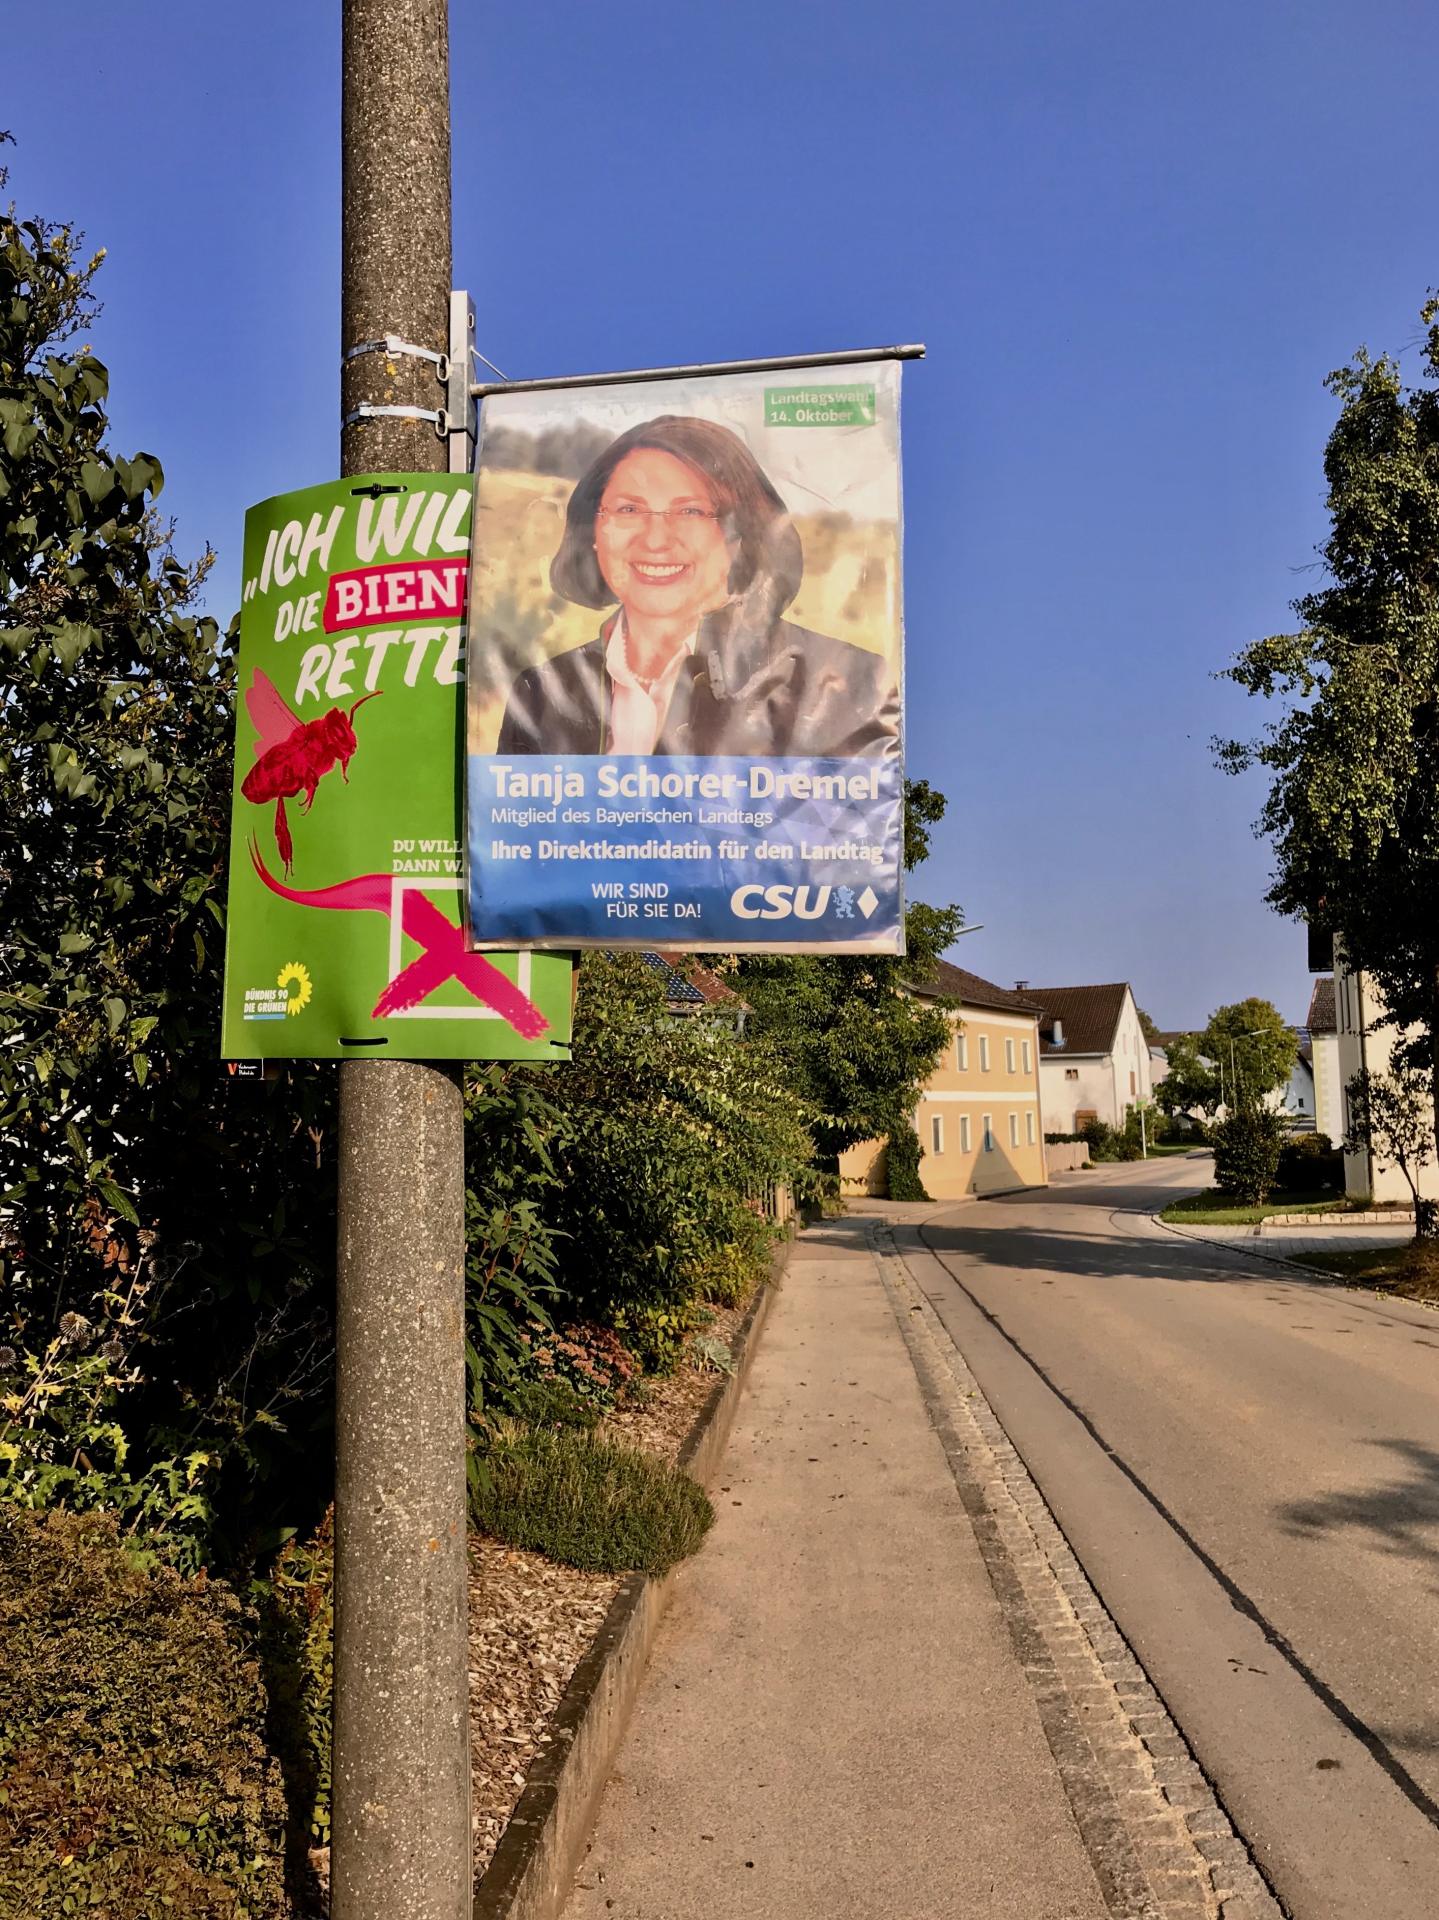 „ICH WIL
DIE BIEN
RETTE
DU WILL
DANN WA
BÜNDNIS 90
DIE GRÜNEN
Landtagswahl
14. Oktober
Tanja Schorer-Dremel
Mitglied des Bayerischen Landtags
Ihre Direktkandidatin für den Landtag
WIR SIND
FÜR SIE DA!
CSU